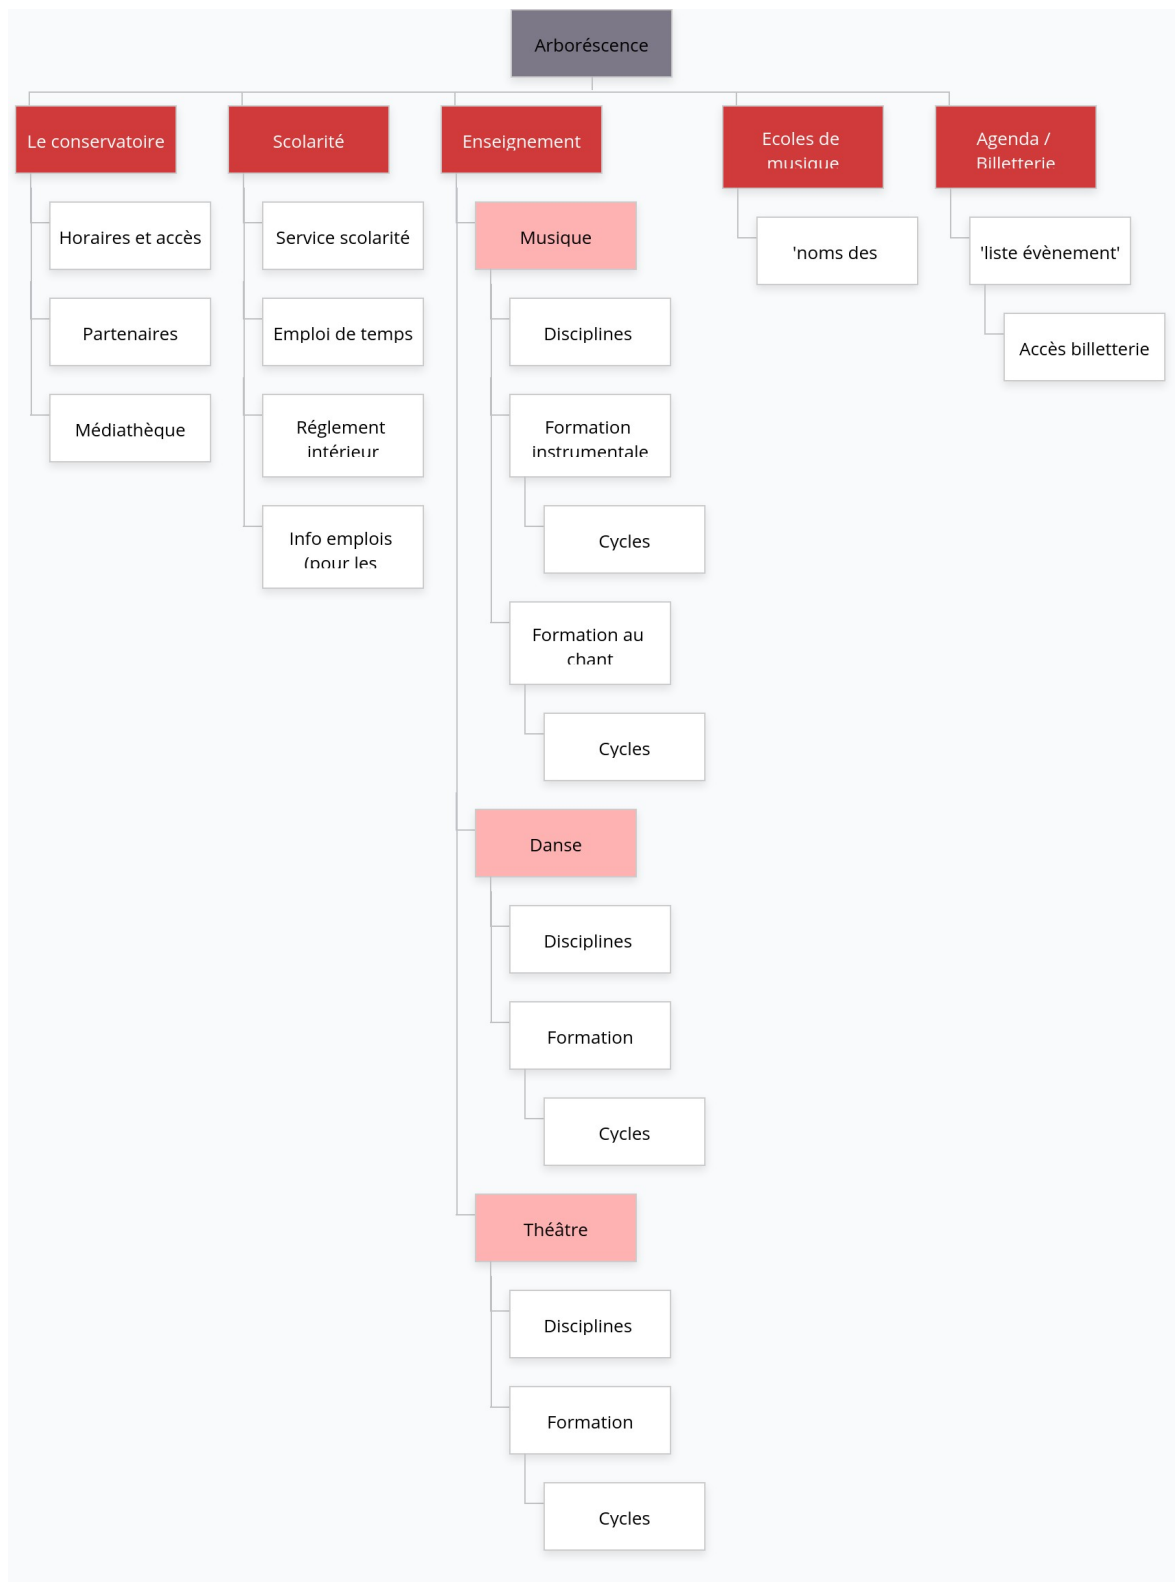 Arboréscence
Le conservatoire
Horaires et accès
Partenaires
Médiathèque
Scolarité
Service scolarité
Emploi de temps
Réglement
intérieur
Info emplois
(pour les
Enseignement
Musique
Disciplines
Formation
instrumentale
Cycles
Formation au
chant
Cycles
Danse
Disciplines
Formation
Cycles
Théâtre
Disciplines
Formation
Cycles
Ecoles de
musique
'noms des
Agenda /
Billetterie
'liste évènement'
Accès billetterie